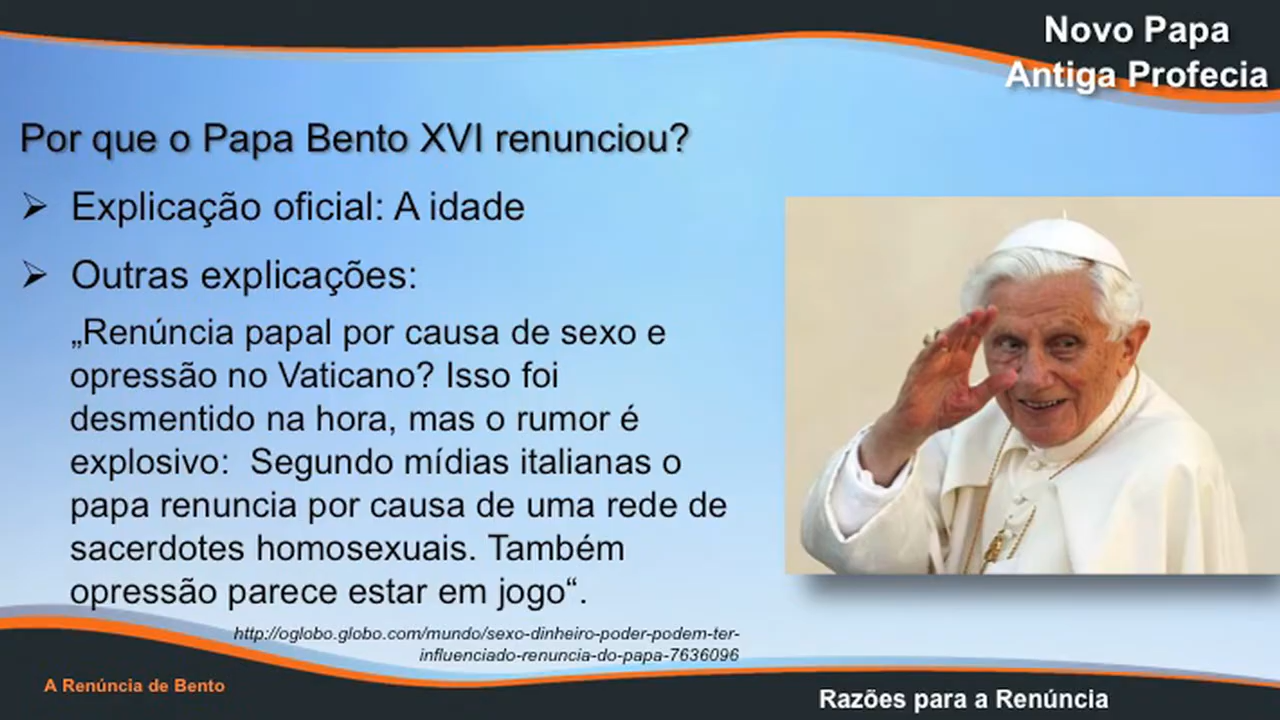 Novo Papa
Antiga Profecia
Por que o Papa Bento XVI renunciou?
➢ Explicação oficial: A idade
➢ Outras explicações:
„Renúncia papal por causa de sexo e
opressão no Vaticano? Isso foi
desmentido na hora, mas o rumor é
explosivo:  Segundo mídias italianas o
papa renuncia por causa de uma rede de
sacerdotes homosexuais. Também
opressão parece estar em jogo“.
http://oglobo.globo.com/mundo/sexo-dinheiro-poder-podem-ter-
influenciado-renuncia-do-papa-7636096
A Renúncia de Bento
Razões para a Renúncia